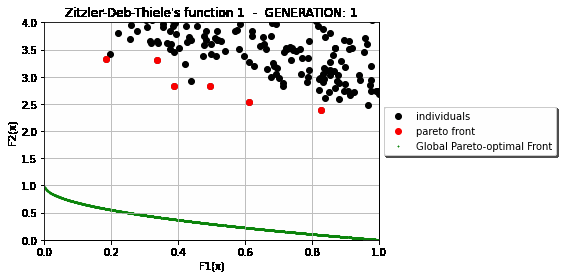 Zitzler-Deb-Thiele's function 1 - GENERATION: 1
4.0
3.5
3.0
2.5
2.0
1.5
1.0
0.5
0.0
F2(x)
0.0 0.2 0.4 0.6 0.8 1.0
F1(x)
individuals
pareto front
Global Pareto-optimal Front